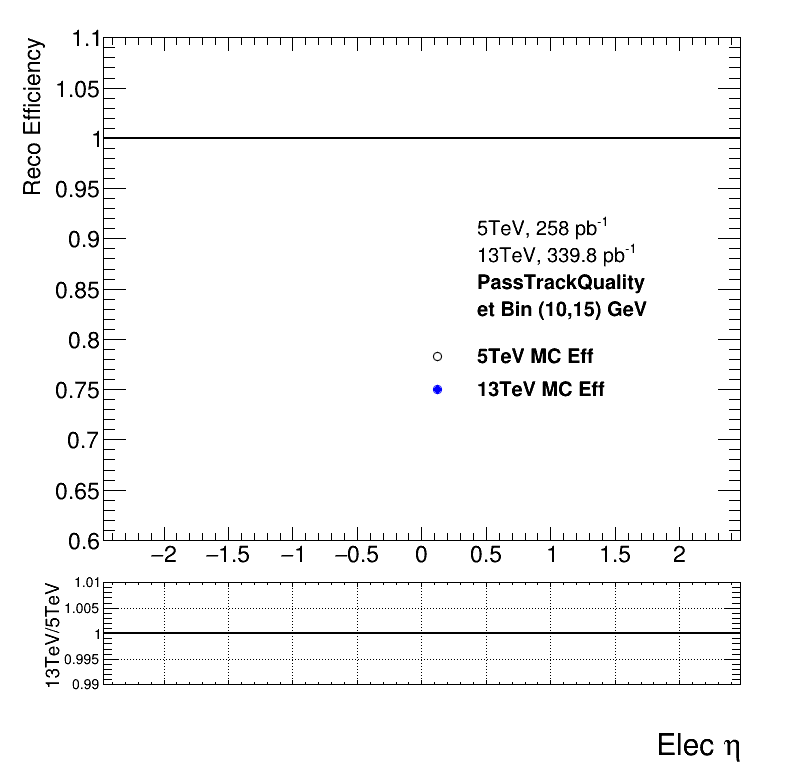 Reco Efficiency
1.1
1.05
1
0.95
0.9
0.85
0.8
0.75
0.7
0.65
0.6
5TeV, 258 pb⁻¹
13TeV, 339.8 pb⁻¹
PassTrackQuality
et Bin (10,15) GeV
5TeV MC Eff
13TeV MC Eff
−2 −1.5 −1 −0.5 0 0.5 1 1.5 2
13TeV/5TeV
1.01
1.005
1
0.995
0.99
Elec η